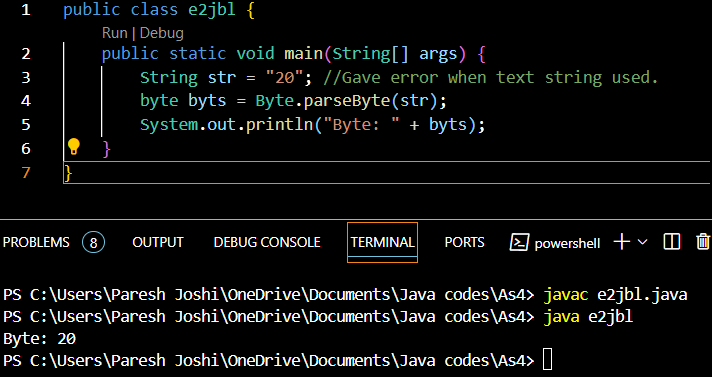 1 public class e2jbl {
Run | Debug
2 public static void main(String[] args) {
3 String str = "20"; //Gave error when text string used.
4 byte byts = Byte.parseByte(str);
5 System.out.println("Byte: " + byts);
6 }
7 }
PROBLEMS 8 OUTPUT DEBUG CONSOLE TERMINAL PORTS powershell
PS C:\Users\Paresh Joshi\OneDrive\Documents\Java codes\As4> javac e2jbl.java
PS C:\Users\Paresh Joshi\OneDrive\Documents\Java codes\As4> java e2jbl
Byte: 20
PS C:\Users\Paresh Joshi\OneDrive\Documents\Java codes\As4>